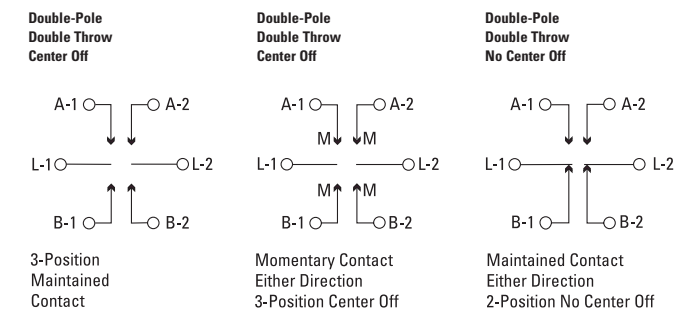 Double-Pole
Double Throw
Center Off
A-1 A-2
L-1 L-2
B-1 B-2
3-Position
Maintained
Contact
Double-Pole
Double Throw
Center Off
A-1 A-2
M M
L-1 L-2
M M
B-1 B-2
Momentary Contact
Either Direction
3-Position Center Off
Double-Pole
Double Throw
No Center Off
A-1 A-2
L-1 L-2
B-1 B-2
Maintained Contact
Either Direction
2-Position No Center Off